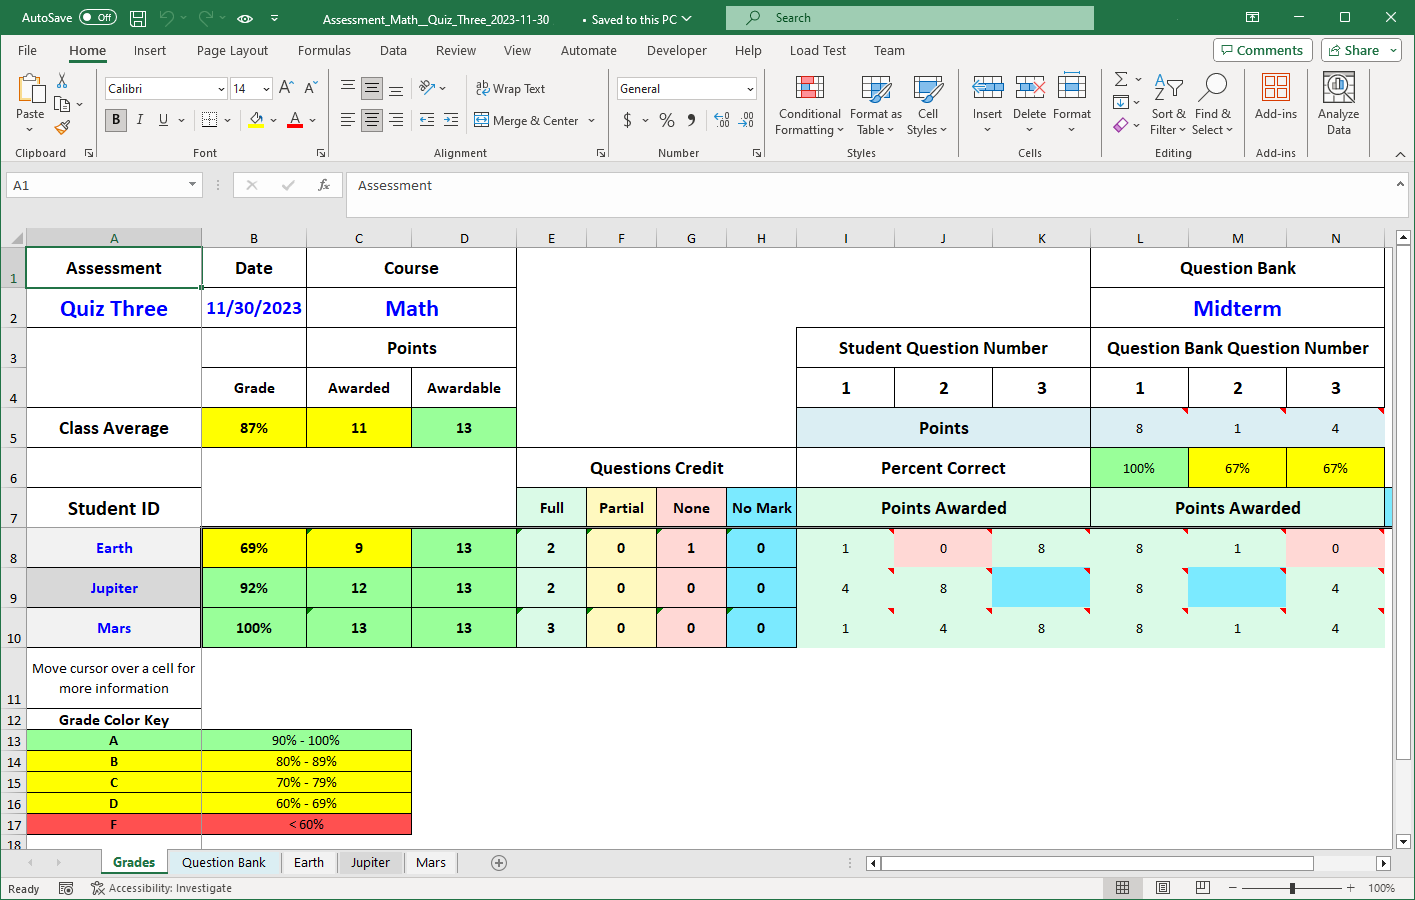 AutoSave Off Assessment_Math__Quiz_Three_2023-11-30 • Saved to this PC Search
File Home Insert Page Layout Formulas Data Review View Automate Developer Help Load Test Team Comments Share
Calibri 14 A A ab Wrap Text General
Paste B I U A Merge & Center $ % Conditional Formatting Format as Table Cell Styles Insert Delete Format Sort & Filter Find & Select Add-ins Analyze Data
Clipboard Font Alignment Number Styles Cells Editing Add-ins
A1 fx Assessment
A B C D E F G H I J K L M N
1 Assessment Date Course Question Bank
2 Quiz Three 11/30/2023 Math Midterm
3 Points Student Question Number Question Bank Question Number
4 Grade Awarded Awardable 1 2 3 1 2 3
5 Class Average 87% 11 13 Points 8 1 4
6 Questions Credit Percent Correct 100% 67% 67%
7 Student ID Full Partial None No Mark Points Awarded Points Awarded
8 Earth 69% 9 13 2 0 1 0 1 0 8 8 1 0
9 Jupiter 92% 12 13 2 0 0 0 4 8 8 4
10 Mars 100% 13 13 3 0 0 0 1 4 8 8 1 4
Move cursor over a cell for
11 more information
12 Grade Color Key
13 A 90% - 100%
14 B 80% - 89%
15 C 70% - 79%
16 D 60% - 69%
17 F < 60%
18
Grades Question Bank Earth Jupiter Mars
Ready Accessibility: Investigate 100%